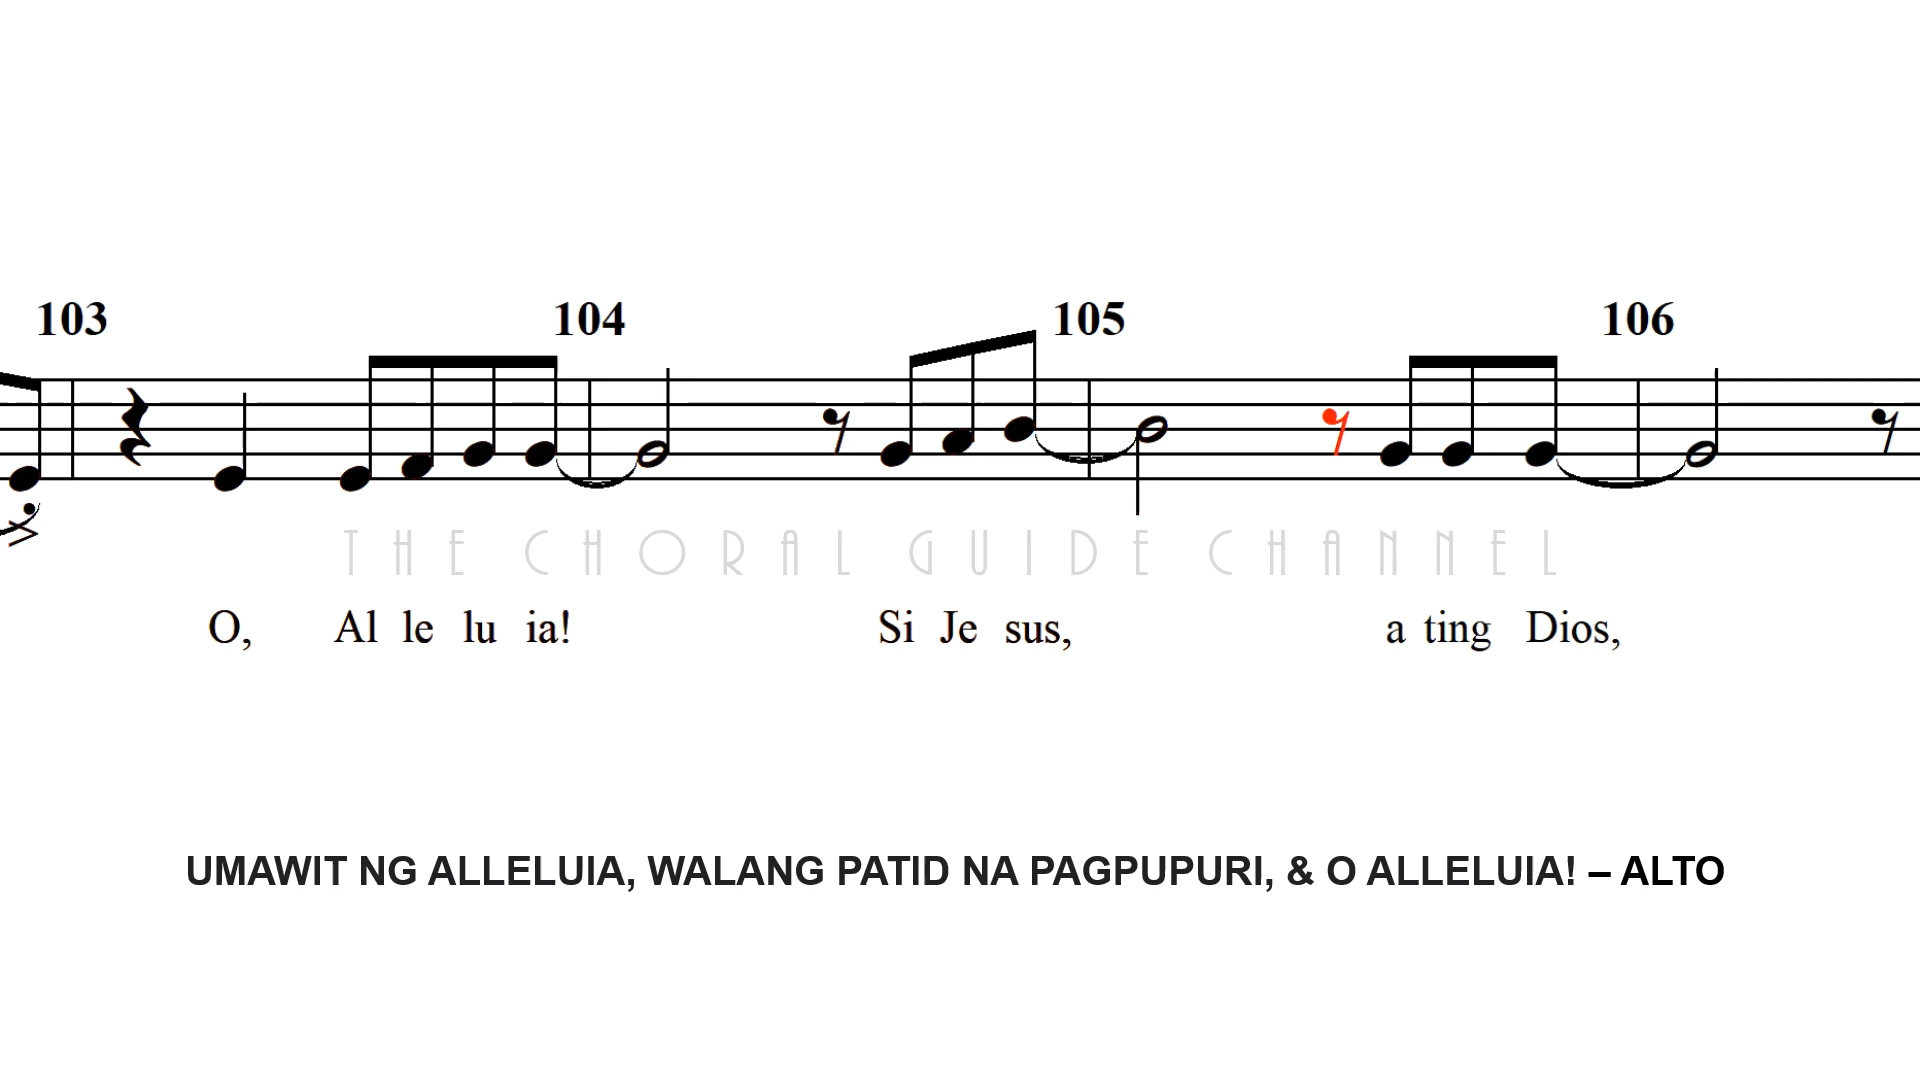 103 104 105 106
THE CHORAL GUIDE CHANNEL
O, Al le lu ia! Si Je sus, a ting Dios,
UMAWIT NG ALLELUIA, WALANG PATID NA PAGPUPURI, & O ALLELUIA! – ALTO